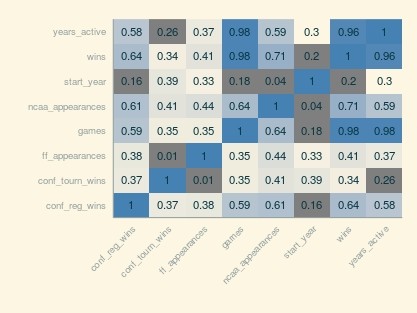 years_active 0.58 0.26 0.37 0.98 0.59 0.3 0.96 1
wins 0.64 0.34 0.41 0.98 0.71 0.2 1 0.96
start_year 0.16 0.39 0.33 0.18 0.04 1 0.2 0.3
ncaa_appearances 0.61 0.41 0.44 0.64 1 0.04 0.71 0.59
games 0.59 0.35 0.35 1 0.64 0.18 0.98 0.98
ff_appearances 0.38 0.01 1 0.35 0.44 0.33 0.41 0.37
conf_tourn_wins 0.37 1 0.01 0.35 0.41 0.39 0.34 0.26
conf_reg_wins 1 0.37 0.38 0.59 0.61 0.16 0.64 0.58
conf_reg_wins
conf_tourn_wins
ff_appearances
games
ncaa_appearances
start_year
wins
years_active